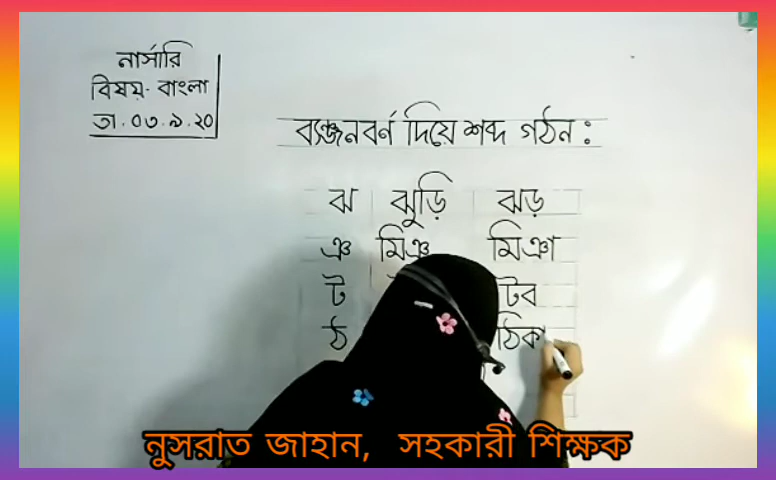 নার্সারি
বিষয়- বাংলা
তা. ০৩.৯.২০
ব্যঞ্জনবর্ন দিয়ে শব্দ গঠন :
ঝ ঝুড়ি ঝড়
ঞ মিঞ মিঞা
ট টব
ঠ ঠিকা
নুসরাত জাহান, সহকারী শিক্ষক